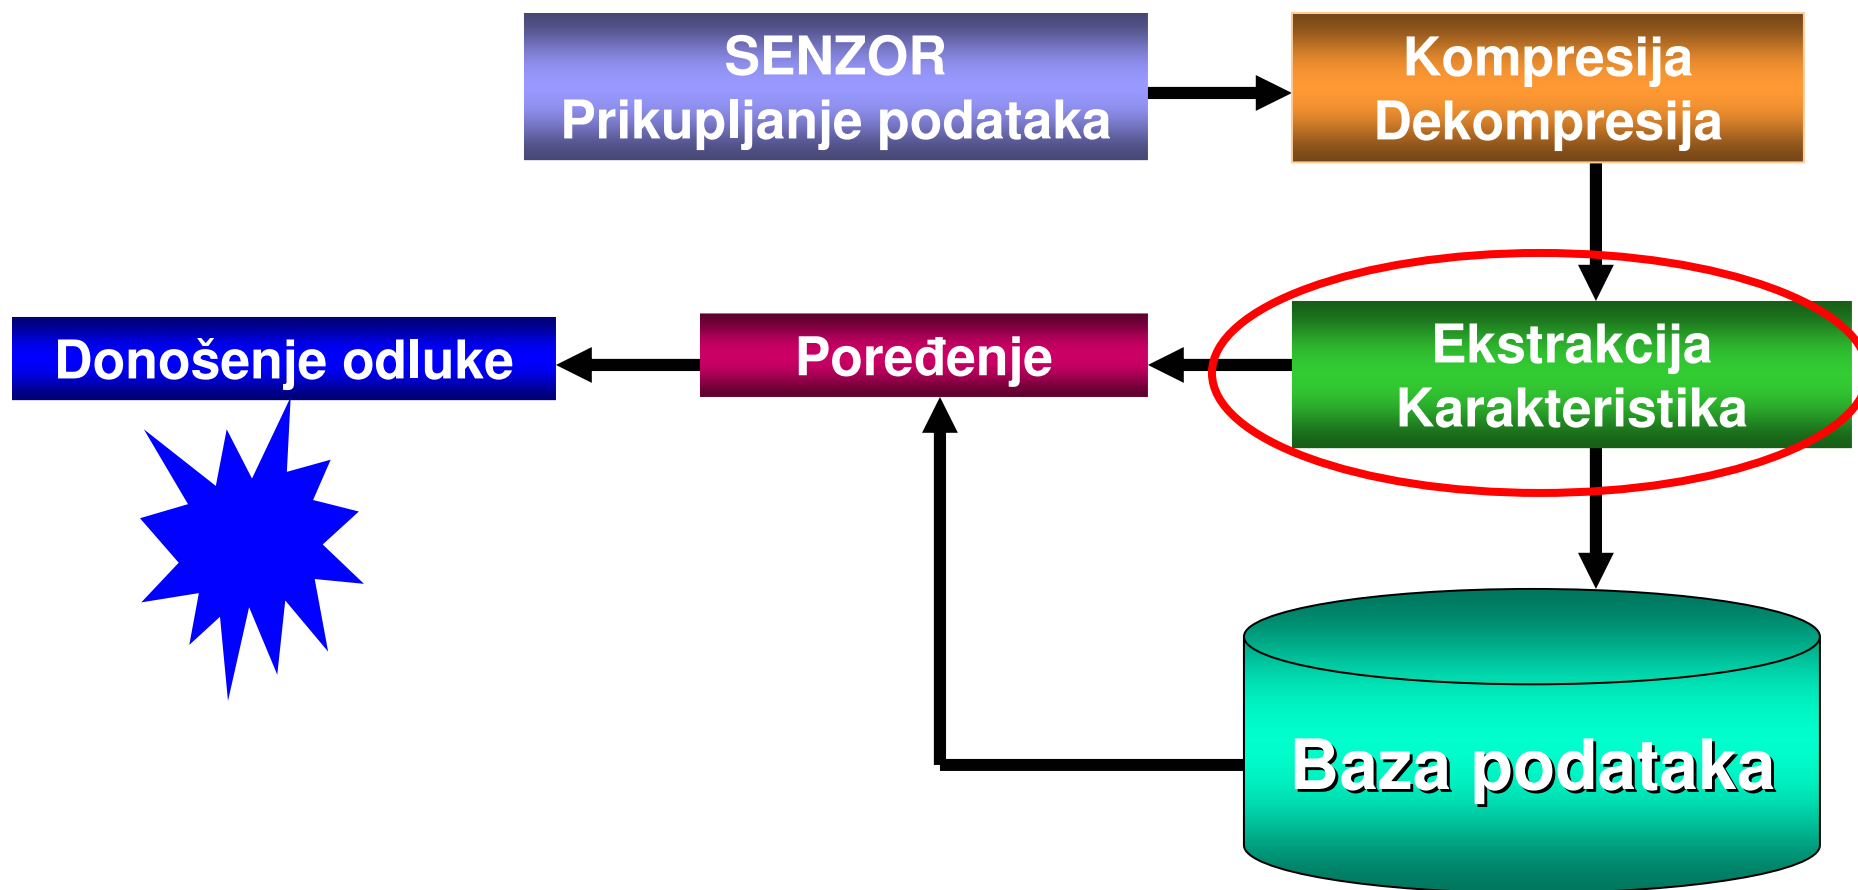 SENZOR
Prikupljanje podataka
Kompresija
Dekompresija
Donošenje odluke
Poređenje
Ekstrakcija
Karakteristika
Baza podataka